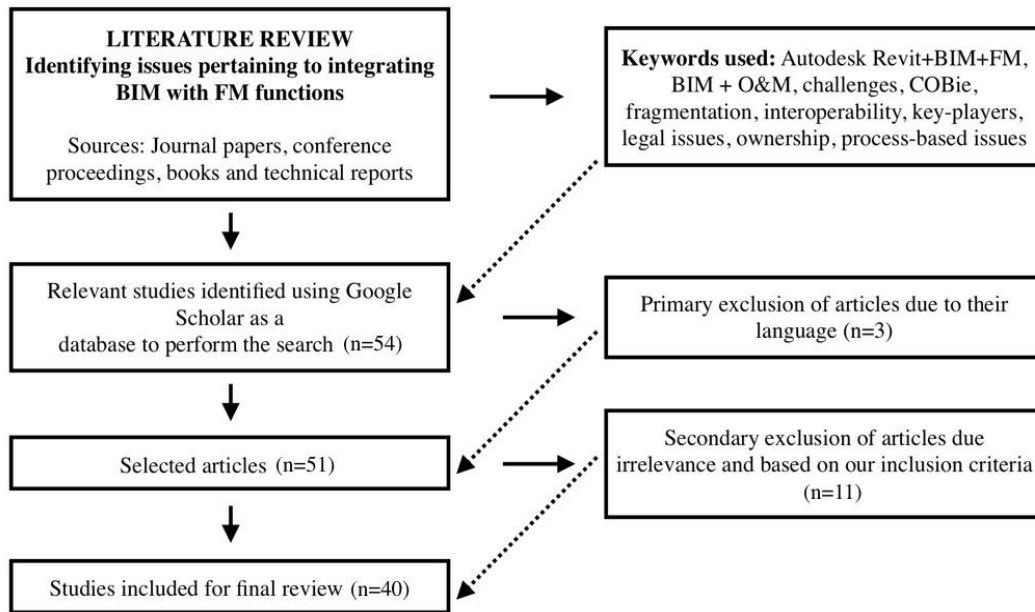 LITERATURE REVIEW
Identifying issues pertaining to integrating
BIM with FM functions
Sources: Journal papers, conference
proceedings, books and technical reports
Keywords used: Autodesk Revit+BIM+FM,
BIM + O&M, challenges, COBie,
fragmentation, interoperability, key-players,
legal issues, ownership, process-based issues
Relevant studies identified using Google
Scholar as a
database to perform the search (n=54)
Primary exclusion of articles due to their
language (n=3)
Selected articles (n=51)
Secondary exclusion of articles due
irrelevance and based on our inclusion criteria
(n=11)
Studies included for final review (n=40)